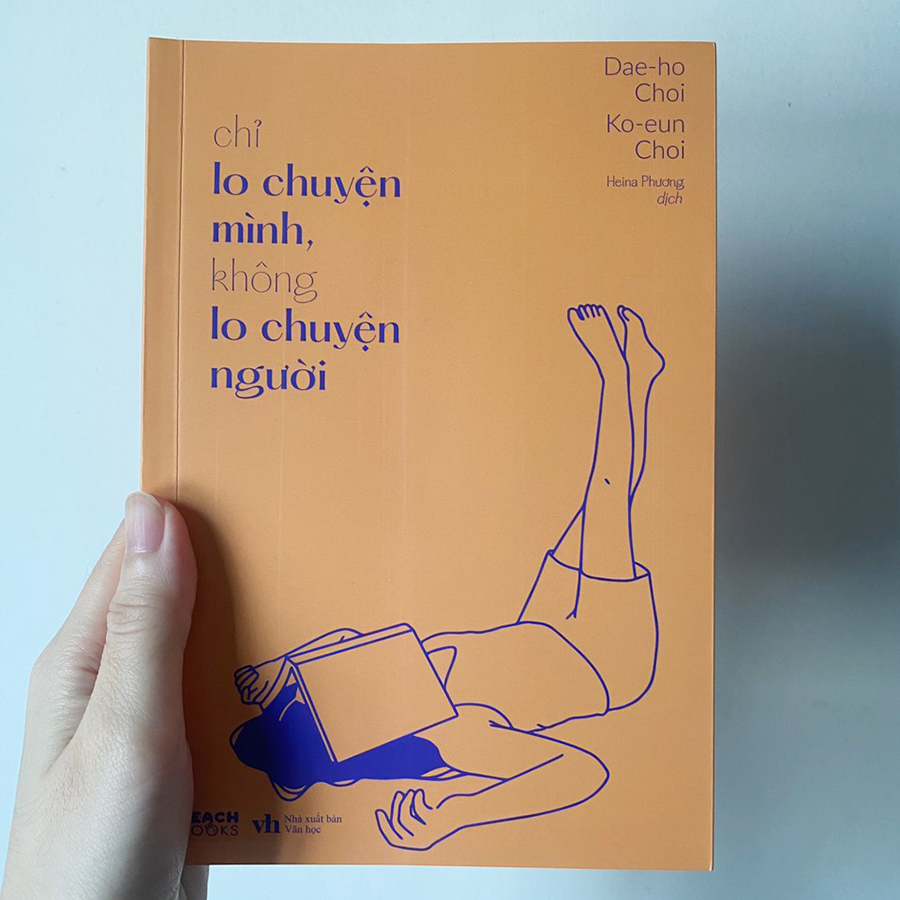 Dae-ho
Choi
Ko-eun
Choi
Heina Phương
dịch
chỉ
lo chuyện
mình,
không
lo chuyện
người
vh
Nhà xuất bản
Văn học